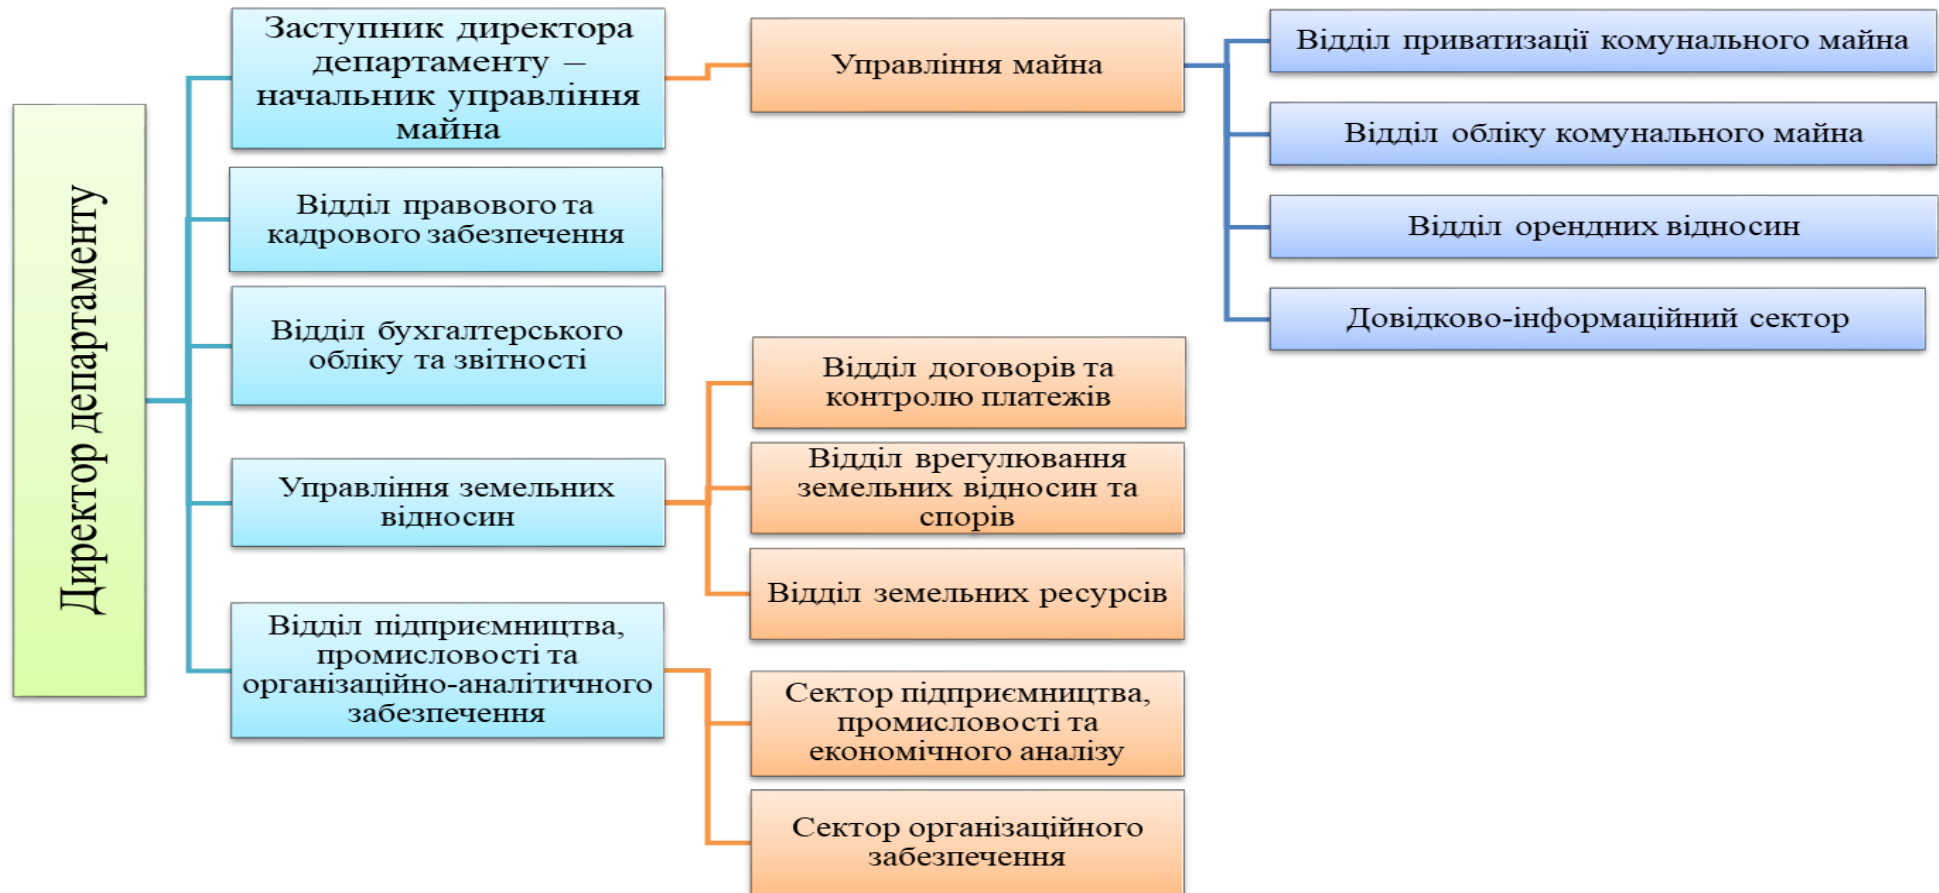 Директор департаменту
Заступник директора
департаменту –
начальник управління
майна
Відділ правового та
кадрового забезпечення
Відділ бухгалтерського
обліку та звітності
Управління земельних
відносин
Відділ підприємництва,
промисловості та
організаційно-аналітичного
забезпечення
Управління майна
Відділ договорів та
контролю платежів
Відділ врегулювання
земельних відносин та
спорів
Відділ земельних ресурсів
Сектор підприємництва,
промисловості та
економічного аналізу
Сектор організаційного
забезпечення
Відділ приватизації комунального майна
Відділ обліку комунального майна
Відділ орендних відносин
Довідково-інформаційний сектор